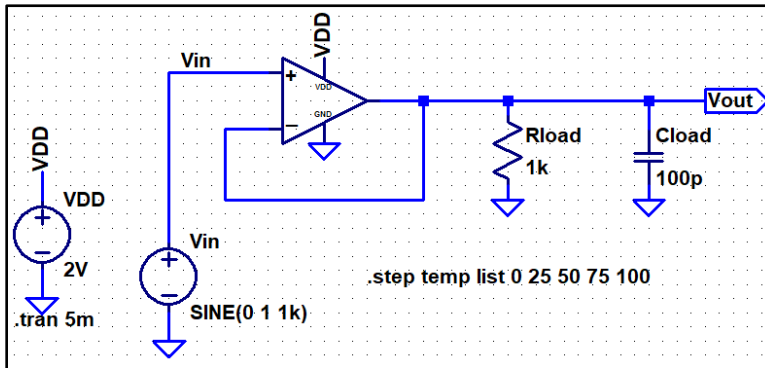 VDD
Vin
+
VDD
GND
−
Vout
Rload
1k
Cload
100p
VDD
VDD
+
−
2V
.tran 5m
Vin
+
−
SINE(0 1 1k)
.step temp list 0 25 50 75 100